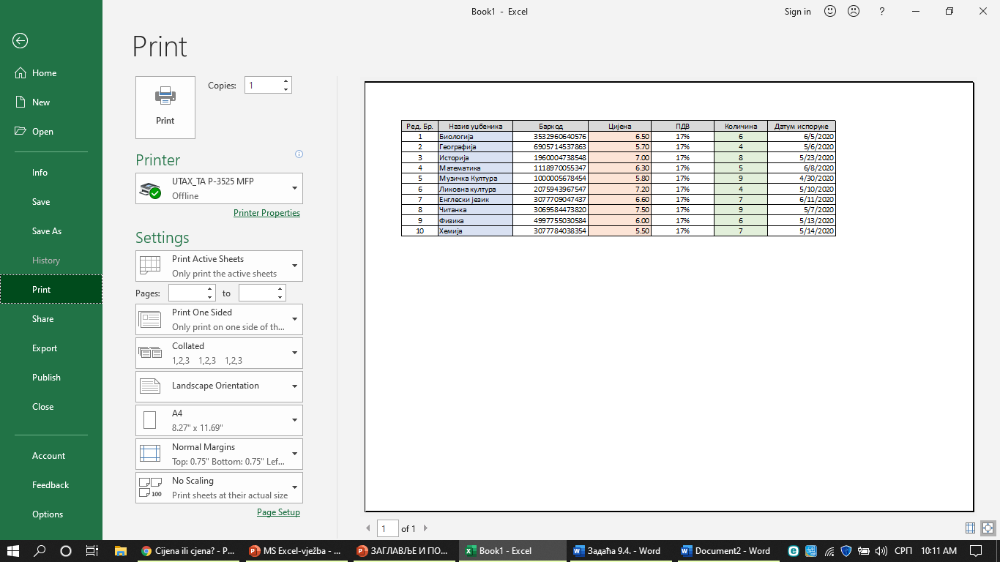 Book1 - Excel
Sign in
?
Print
Home
New
Open
Info
Save
Save As
History
Print
Share
Export
Publish
Close
Account
Feedback
Options
Print
Copies: 1
Printer
UTAX_TA P-3525 MFP
Offline
Printer Properties
Settings
Print Active Sheets
Only print the active sheets
Pages: to
Print One Sided
Only print on one side of th...
Collated
1,2,3 1,2,3 1,2,3
Landscape Orientation
A4
8.27" x 11.69"
Normal Margins
Top: 0.75" Bottom: 0.75" Lef...
No Scaling
100
Print sheets at their actual size
Page Setup
Ред. Бр. Назив уџбеника Баркод Цијена ПДВ Количина Датум испоруке
1 Биологија 3532960640576 6.50 17% 6 6/5/2020
2 Географија 6905714537863 5.70 17% 4 5/6/2020
3 Историја 1960004738548 7.00 17% 8 5/23/2020
4 Математика 1118970055347 6.30 17% 5 6/8/2020
5 Музичка Култура 1000005678454 5.80 17% 9 4/30/2020
6 Ликовна култура 2075943967547 7.20 17% 4 5/10/2020
7 Енглески језик 3077709047437 6.60 17% 7 6/11/2020
8 Читанка 3069584473820 7.50 17% 9 5/7/2020
9 Физика 4997755030584 6.00 17% 6 5/13/2020
10 Хемија 3077784038354 5.50 17% 7 5/14/2020
1 of 1
Cijena ili cjena? - P...
MS Excel-vježba - ...
ЗАГЛАВЉЕ И ПО...
Book1 - Excel
Задаћа 9.4. - Word
Document2 - Word
СРП
10:11 AM